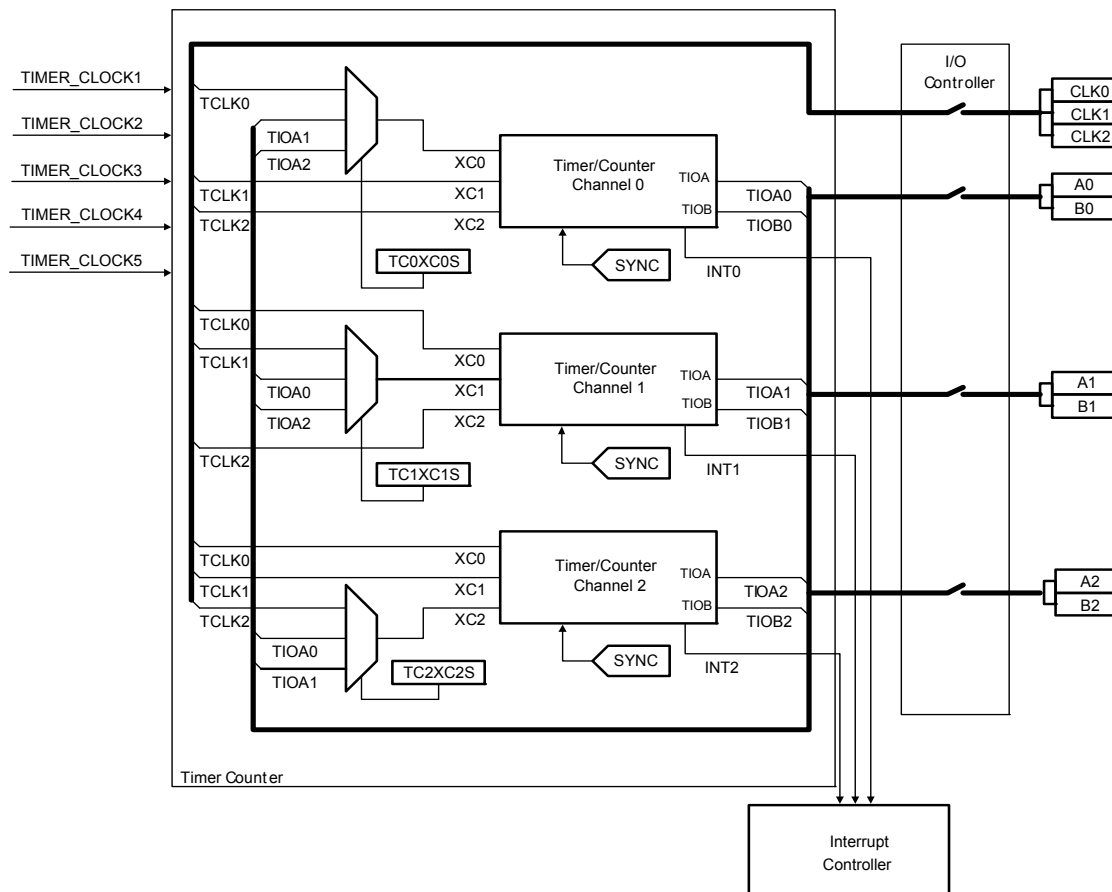 TIMER_CLOCK1
TIMER_CLOCK2
TIMER_CLOCK3
TIMER_CLOCK4
TIMER_CLOCK5
TCLK0
TIOA1
TIOA2
TCLK1
TCLK2
XC0
XC1
XC2
TC0XC0S
Timer/Counter
Channel 0
TIOA
TIOB
TIOA0
TIOB0
SYNC
INT0
TCLK0
TCLK1
TIOA0
TIOA2
TCLK2
XC0
XC1
XC2
TC1XC1S
Timer/Counter
Channel 1
TIOA
TIOB
TIOA1
TIOB1
SYNC
INT1
TCLK0
TCLK1
TCLK2
TIOA0
TIOA1
XC0
XC1
XC2
TC2XC2S
Timer/Counter
Channel 2
TIOA
TIOB
TIOA2
TIOB2
SYNC
INT2
Timer Counter
I/O
Controller
CLK0
CLK1
CLK2
A0
B0
A1
B1
A2
B2
Interrupt
Controller